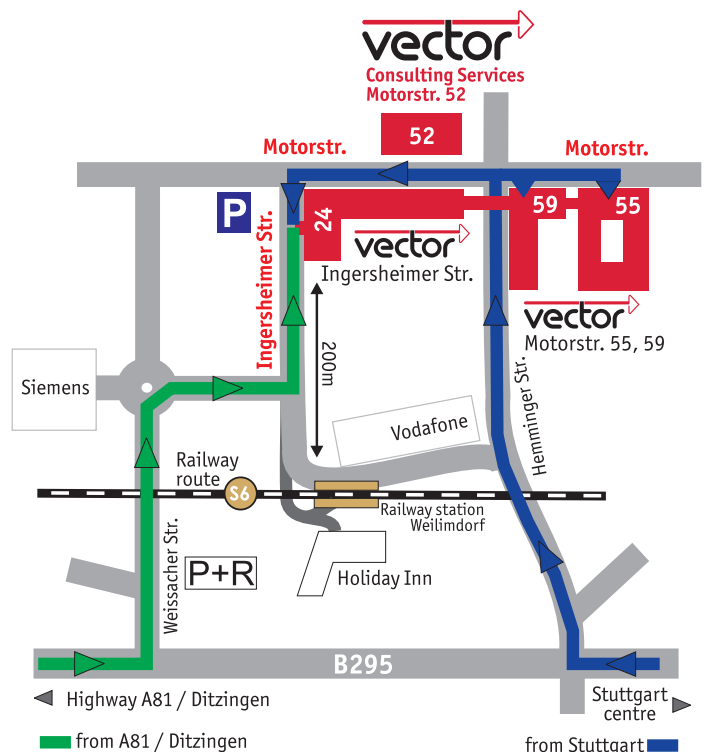 vector
Consulting Services
Motorstr. 52
52
Motorstr.
Motorstr.
P
24
59
55
Ingersheimer Str.
vector
Ingersheimer Str.
vector
Motorstr. 55, 59
200m
Siemens
Vodafone
Hemminger Str.
Railway
route
S6
Railway station
Weilimdorf
Weissacher Str.
P+R
Holiday Inn
B295
Highway A81 / Ditzingen
Stuttgart
centre
from A81 / Ditzingen
from Stuttgart